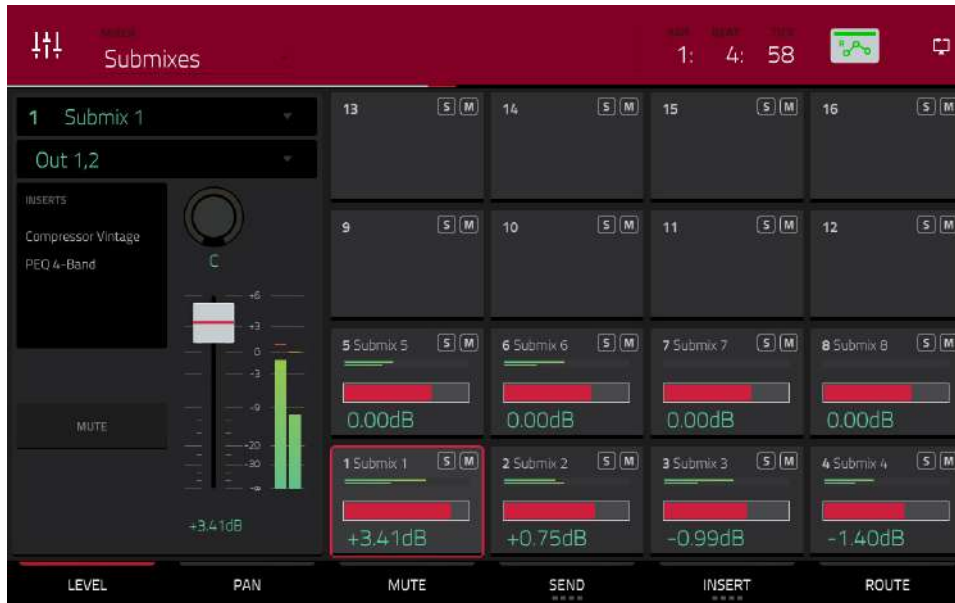 MIXER
Submixes
BAR BEAT TICK
1: 4: 58
1 Submix 1
Out 1,2
INSERTS
Compressor Vintage
PEQ 4-Band
C
+6
+3
0
-3
-9
-20
-30
-∞
MUTE
+3.41dB
13 S M
14 S M
15 S M
16 S M
9 S M
10 S M
11 S M
12 S M
5 Submix 5 S M
0.00dB
6 Submix 6 S M
0.00dB
7 Submix 7 S M
0.00dB
8 Submix 8 S M
0.00dB
1 Submix 1 S M
+3.41dB
2 Submix 2 S M
+0.75dB
3 Submix 3 S M
-0.99dB
4 Submix 4 S M
-1.40dB
LEVEL
PAN
MUTE
SEND
INSERT
ROUTE